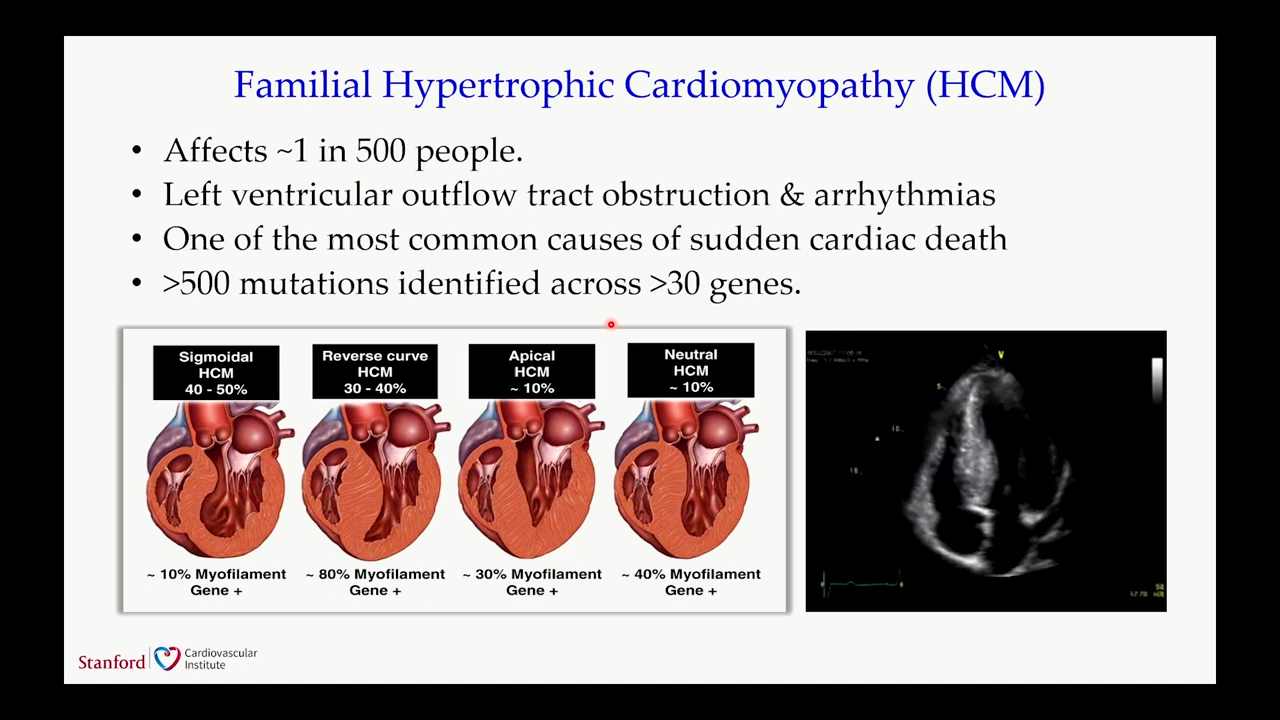 Familial Hypertrophic Cardiomyopathy (HCM)
• Affects ~1 in 500 people.
• Left ventricular outflow tract obstruction & arrhythmias
• One of the most common causes of sudden cardiac death
• >500 mutations identified across >30 genes.
Sigmoidal
HCM
40 - 50%
Reverse curve
HCM
30 - 40%
Apical
HCM
~ 10%
Neutral
HCM
~ 10%
~ 10% Myofilament
Gene +
~ 80% Myofilament
Gene +
~ 30% Myofilament
Gene +
~ 40% Myofilament
Gene +
V
Stanford
Cardiovascular
Institute